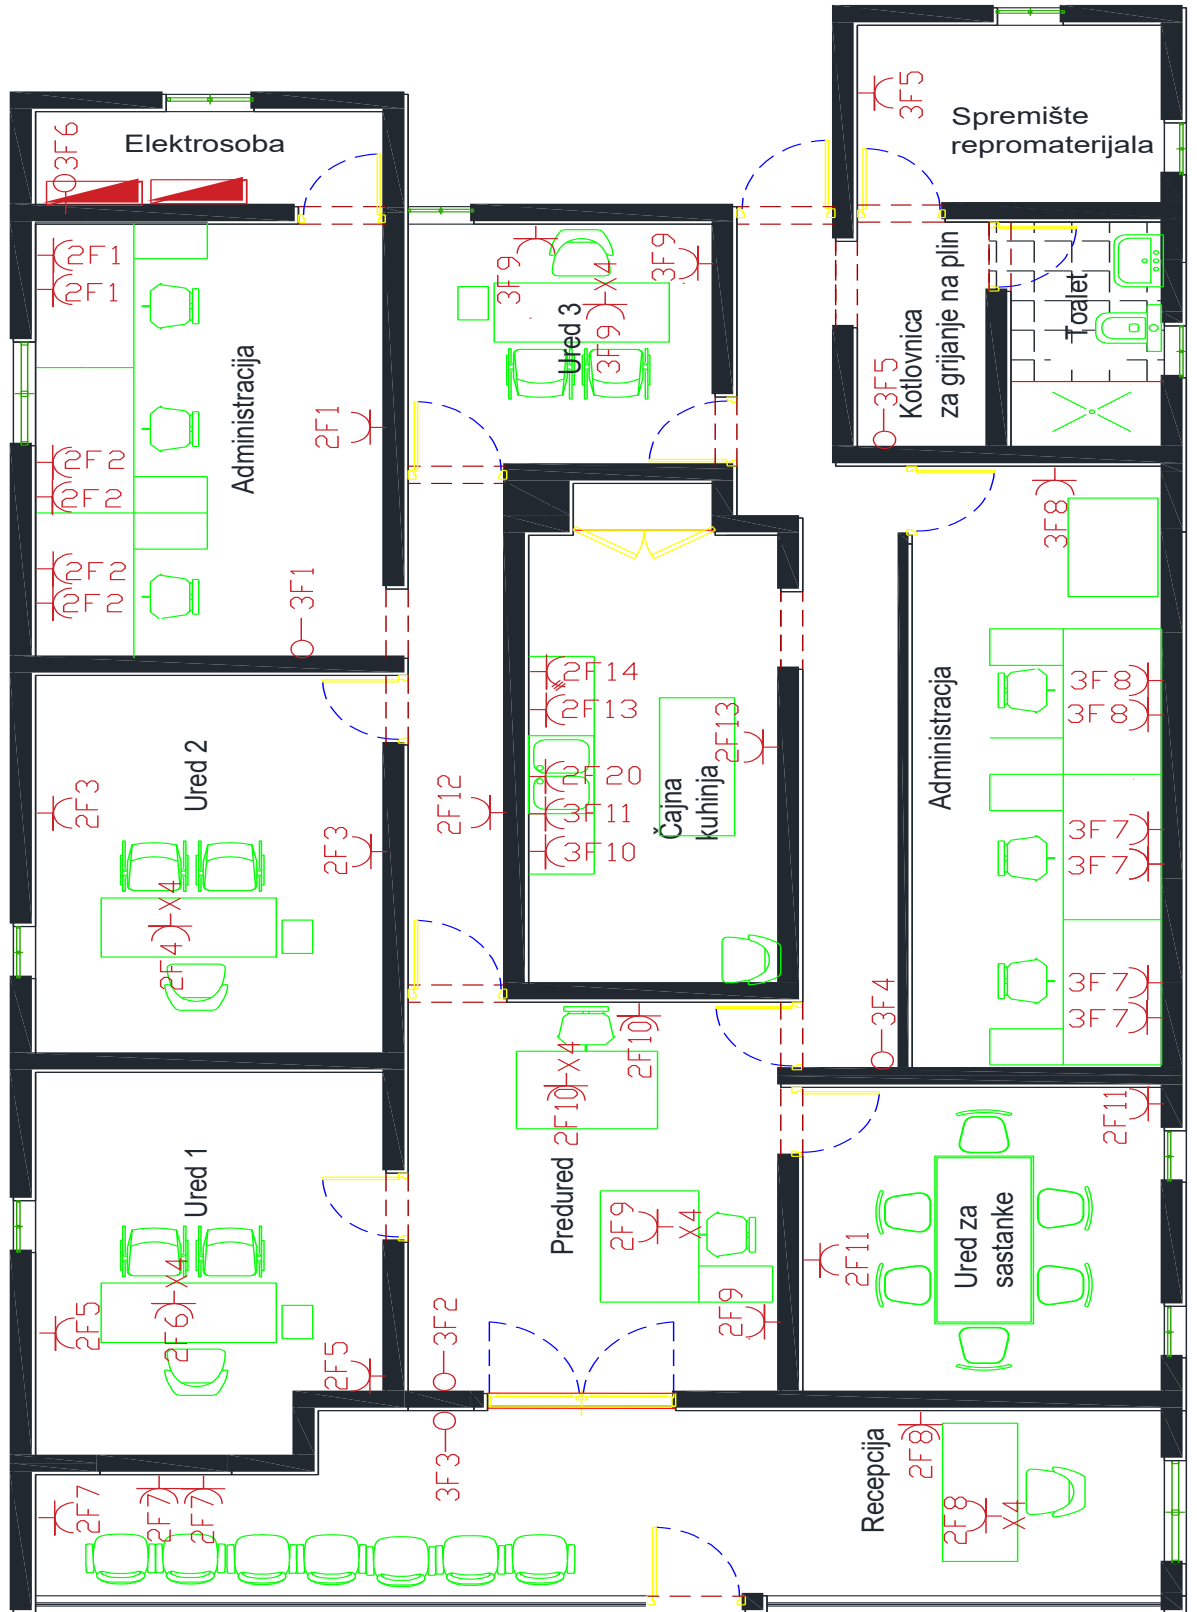 3F5
Spremište
repromaterijala
Elektrosoba
3F6
2F1
2F1
Administracija
2F1
3F9
X4
3F9
3F9
Ured 3
Kotlovnica
za grijanje na plin
Toalet
3F5
2F2
2F2
2F2
2F2
3F1
3F8
2F14
2F13
2F20
3F11
3F10
2F13
Čajna
kuhinja
2F12
Administracja
3F8
3F8
3F7
3F7
3F7
3F7
Ured 2
2F3
2F3
X4
2F4
3F4
2F10
X4
2F10
Predured
2F11
Ured 1
2F9
X4
2F11
Ured za
sastanke
2F5
X4
2F6
2F5
3F2
2F9
3F3
Recepcija
2F8
2F8
X4
2F7
2F7
2F7